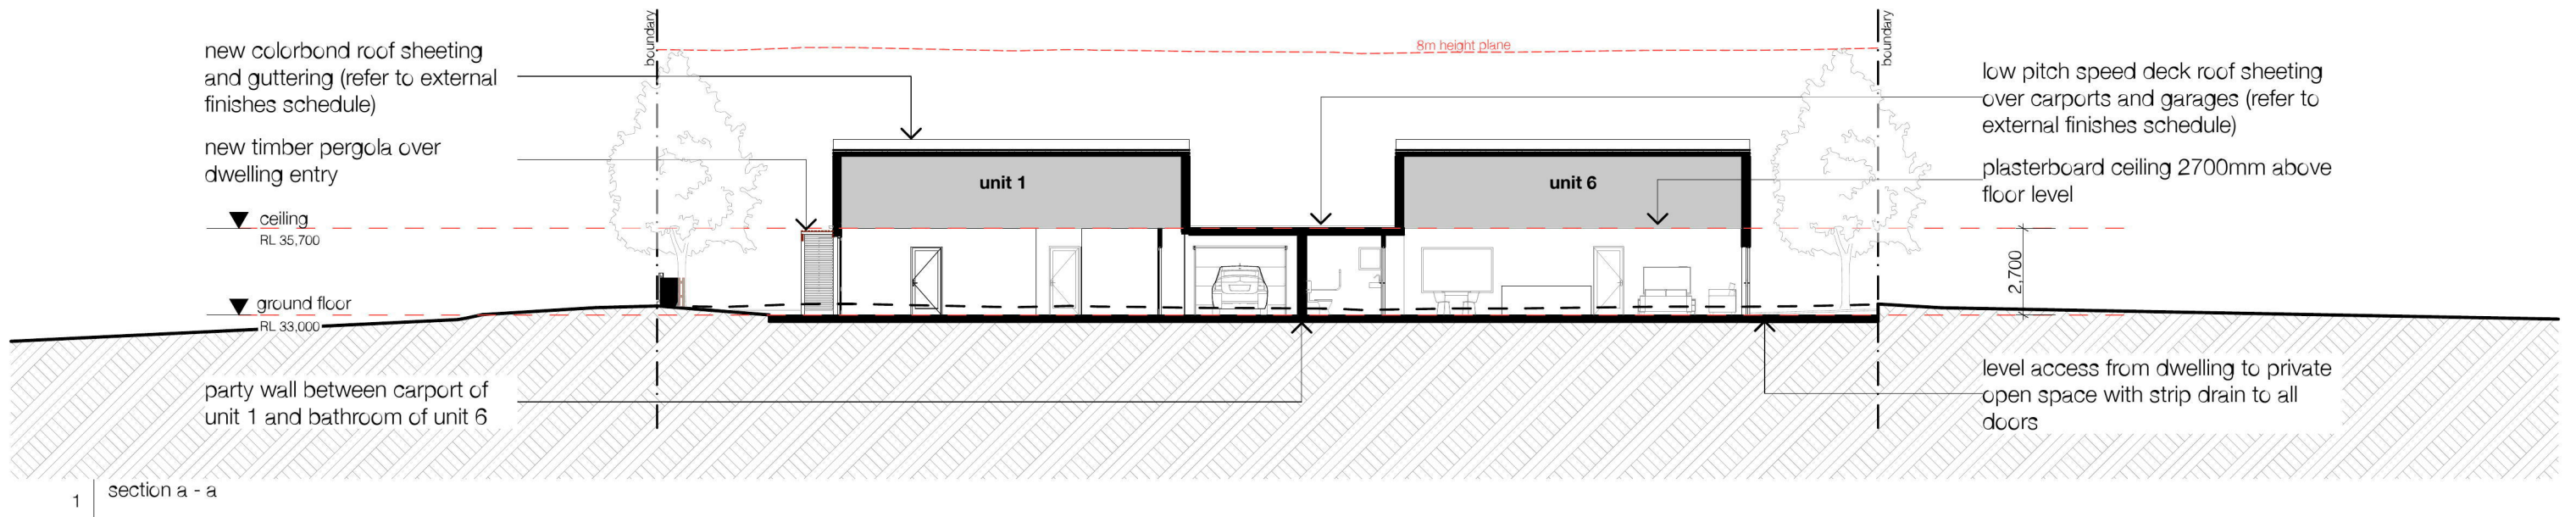 boundary
boundary
8m height plane
new colorbond roof sheeting
and guttering (refer to external
finishes schedule)
new timber pergola over
dwelling entry
low pitch speed deck roof sheeting
over carports and garages (refer to
external finishes schedule)
plasterboard ceiling 2700mm above
floor level
unit 1
unit 6
ceiling
RL 35,700
ground floor
RL 33,000
2,700
party wall between carport of
unit 1 and bathroom of unit 6
level access from dwelling to private
open space with strip drain to all
doors
1 section a - a